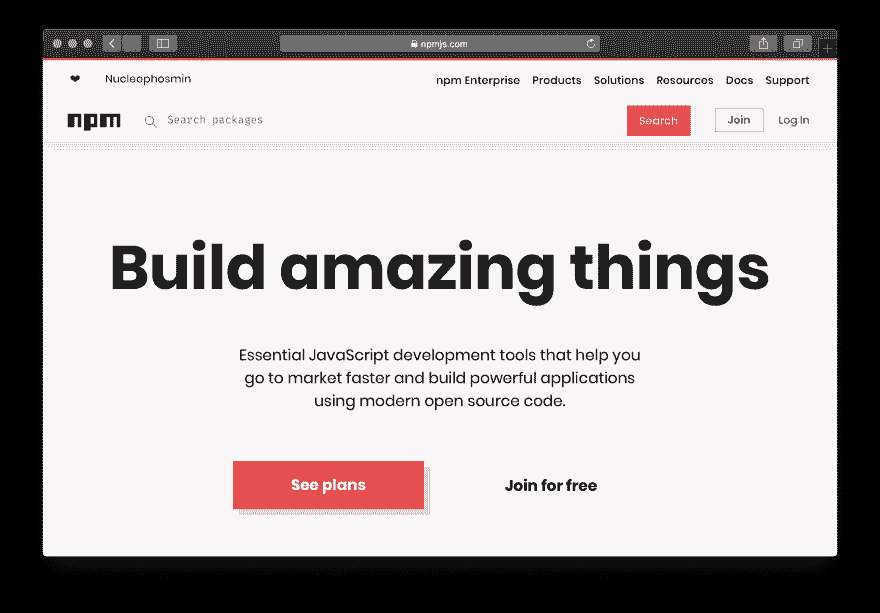 npmjs.com
❤ Nucleophosmin
npm Enterprise Products Solutions Resources Docs Support
npm Search packages Search Join Log In
Build amazing things
Essential JavaScript development tools that help you
go to market faster and build powerful applications
using modern open source code.
See plans Join for free